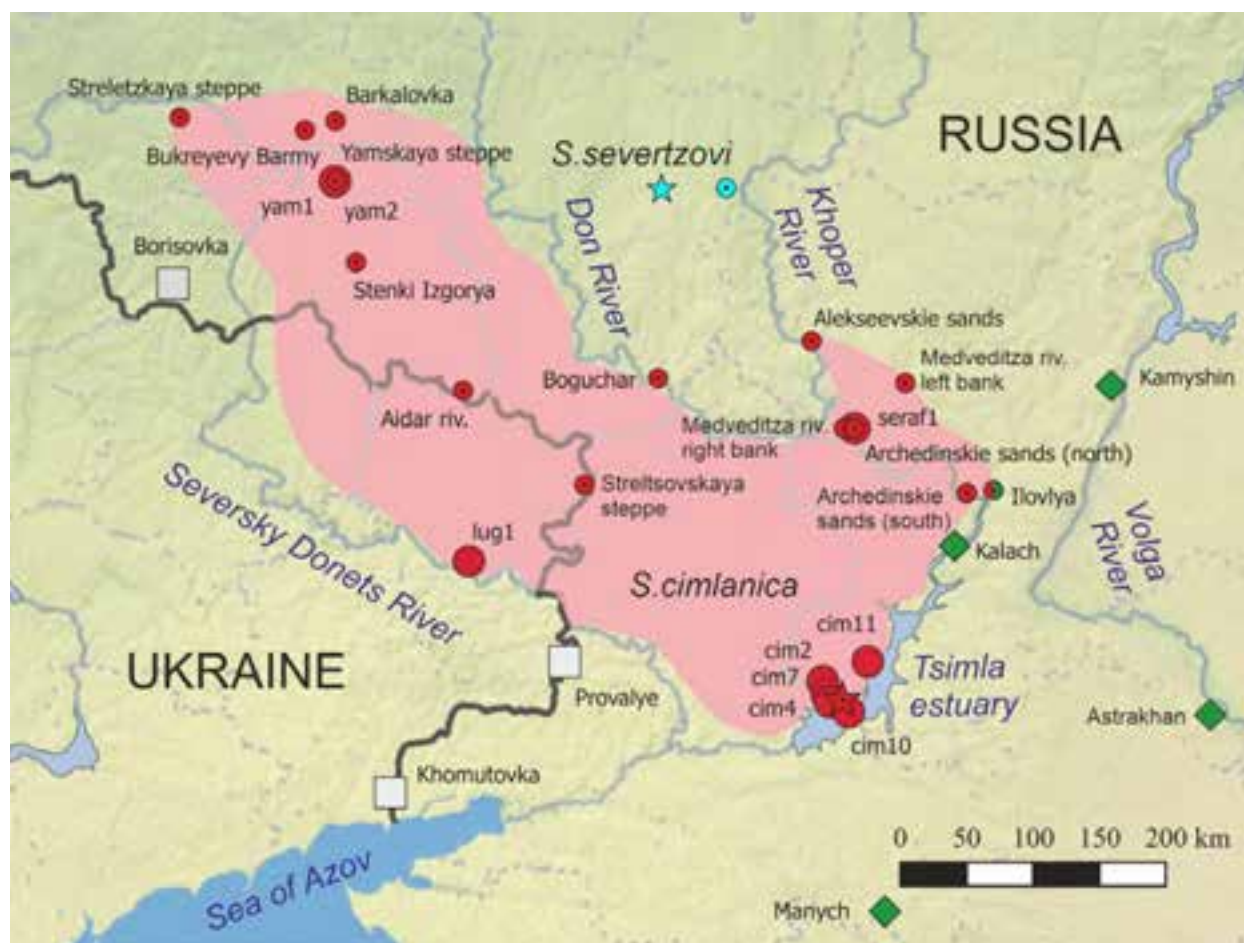 Streletzkaya steppe
Barkalovka
Bukreyevy Barmy
Yamskaya steppe
yam1
yam2
Borisovka
Stenki Izgorya
S.severtzovi
RUSSIA
Don River
Khoper
River
Alekseevskie sands
Medveditza riv.
left bank
Kamyshin
Boguchar
Aidar riv.
Medveditza riv.
right bank
seraf1
Archedinskie sands (north)
Streltsovskaya
steppe
Archedinskie
sands (south)
Ilovlya
Kalach
Volga
River
Seversky Donets River
lug1
S.cimlanica
cim11
cim2
cim7
cim4
cim10
Tsimla
estuary
UKRAINE
Provalye
Astrakhan
Khomutovka
Sea of Azov
0 50 100 150 200 km
Manych